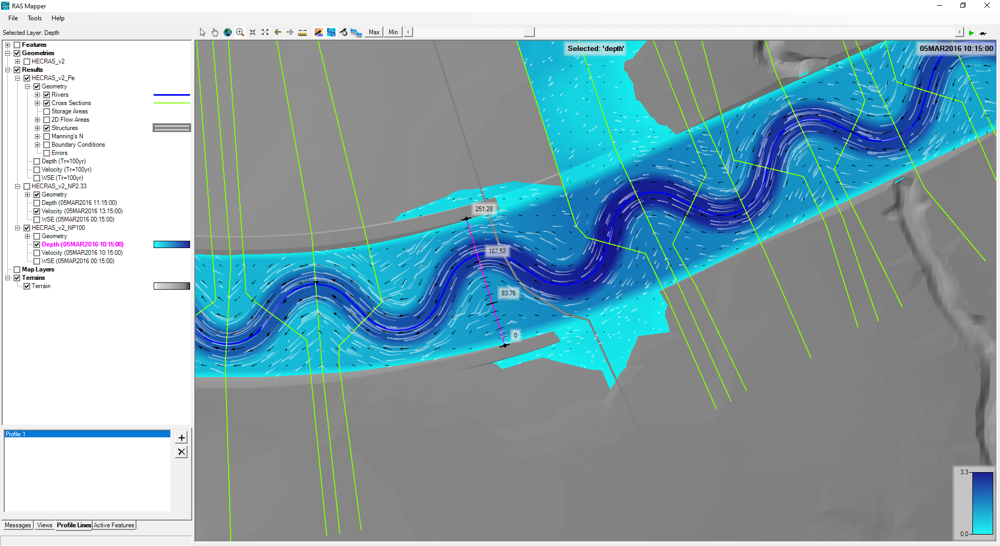 RAS Mapper
File Tools Help
Selected Layer: Depth
Max Min
Features
Geometries
HECRAS_v2
Results
HECRAS_v2_Pe
Geometry
Rivers
Cross Sections
Storage Areas
2D Flow Areas
Structures
Manning's N
Boundary Conditions
Errors
Depth (Tr=100yr)
Velocity (Tr=100yr)
WSE (Tr=100yr)
HECRAS_v2_NP2.33
Geometry
Depth (05MAR2016 11:15:00)
Velocity (05MAR2016 13:15:00)
WSE (05MAR2016 00:15:00)
HECRAS_v2_NP100
Geometry
Depth (05MAR2016 10:15:00)
Velocity (05MAR2016 10:15:00)
WSE (05MAR2016 00:15:00)
Map Layers
Terrains
Terrain
Profile 1
Messages Views Profile Lines Active Features
Selected: 'depth'
05MAR2016 10:15:00
251.28
167.52
83.76
0
3.3
0.0